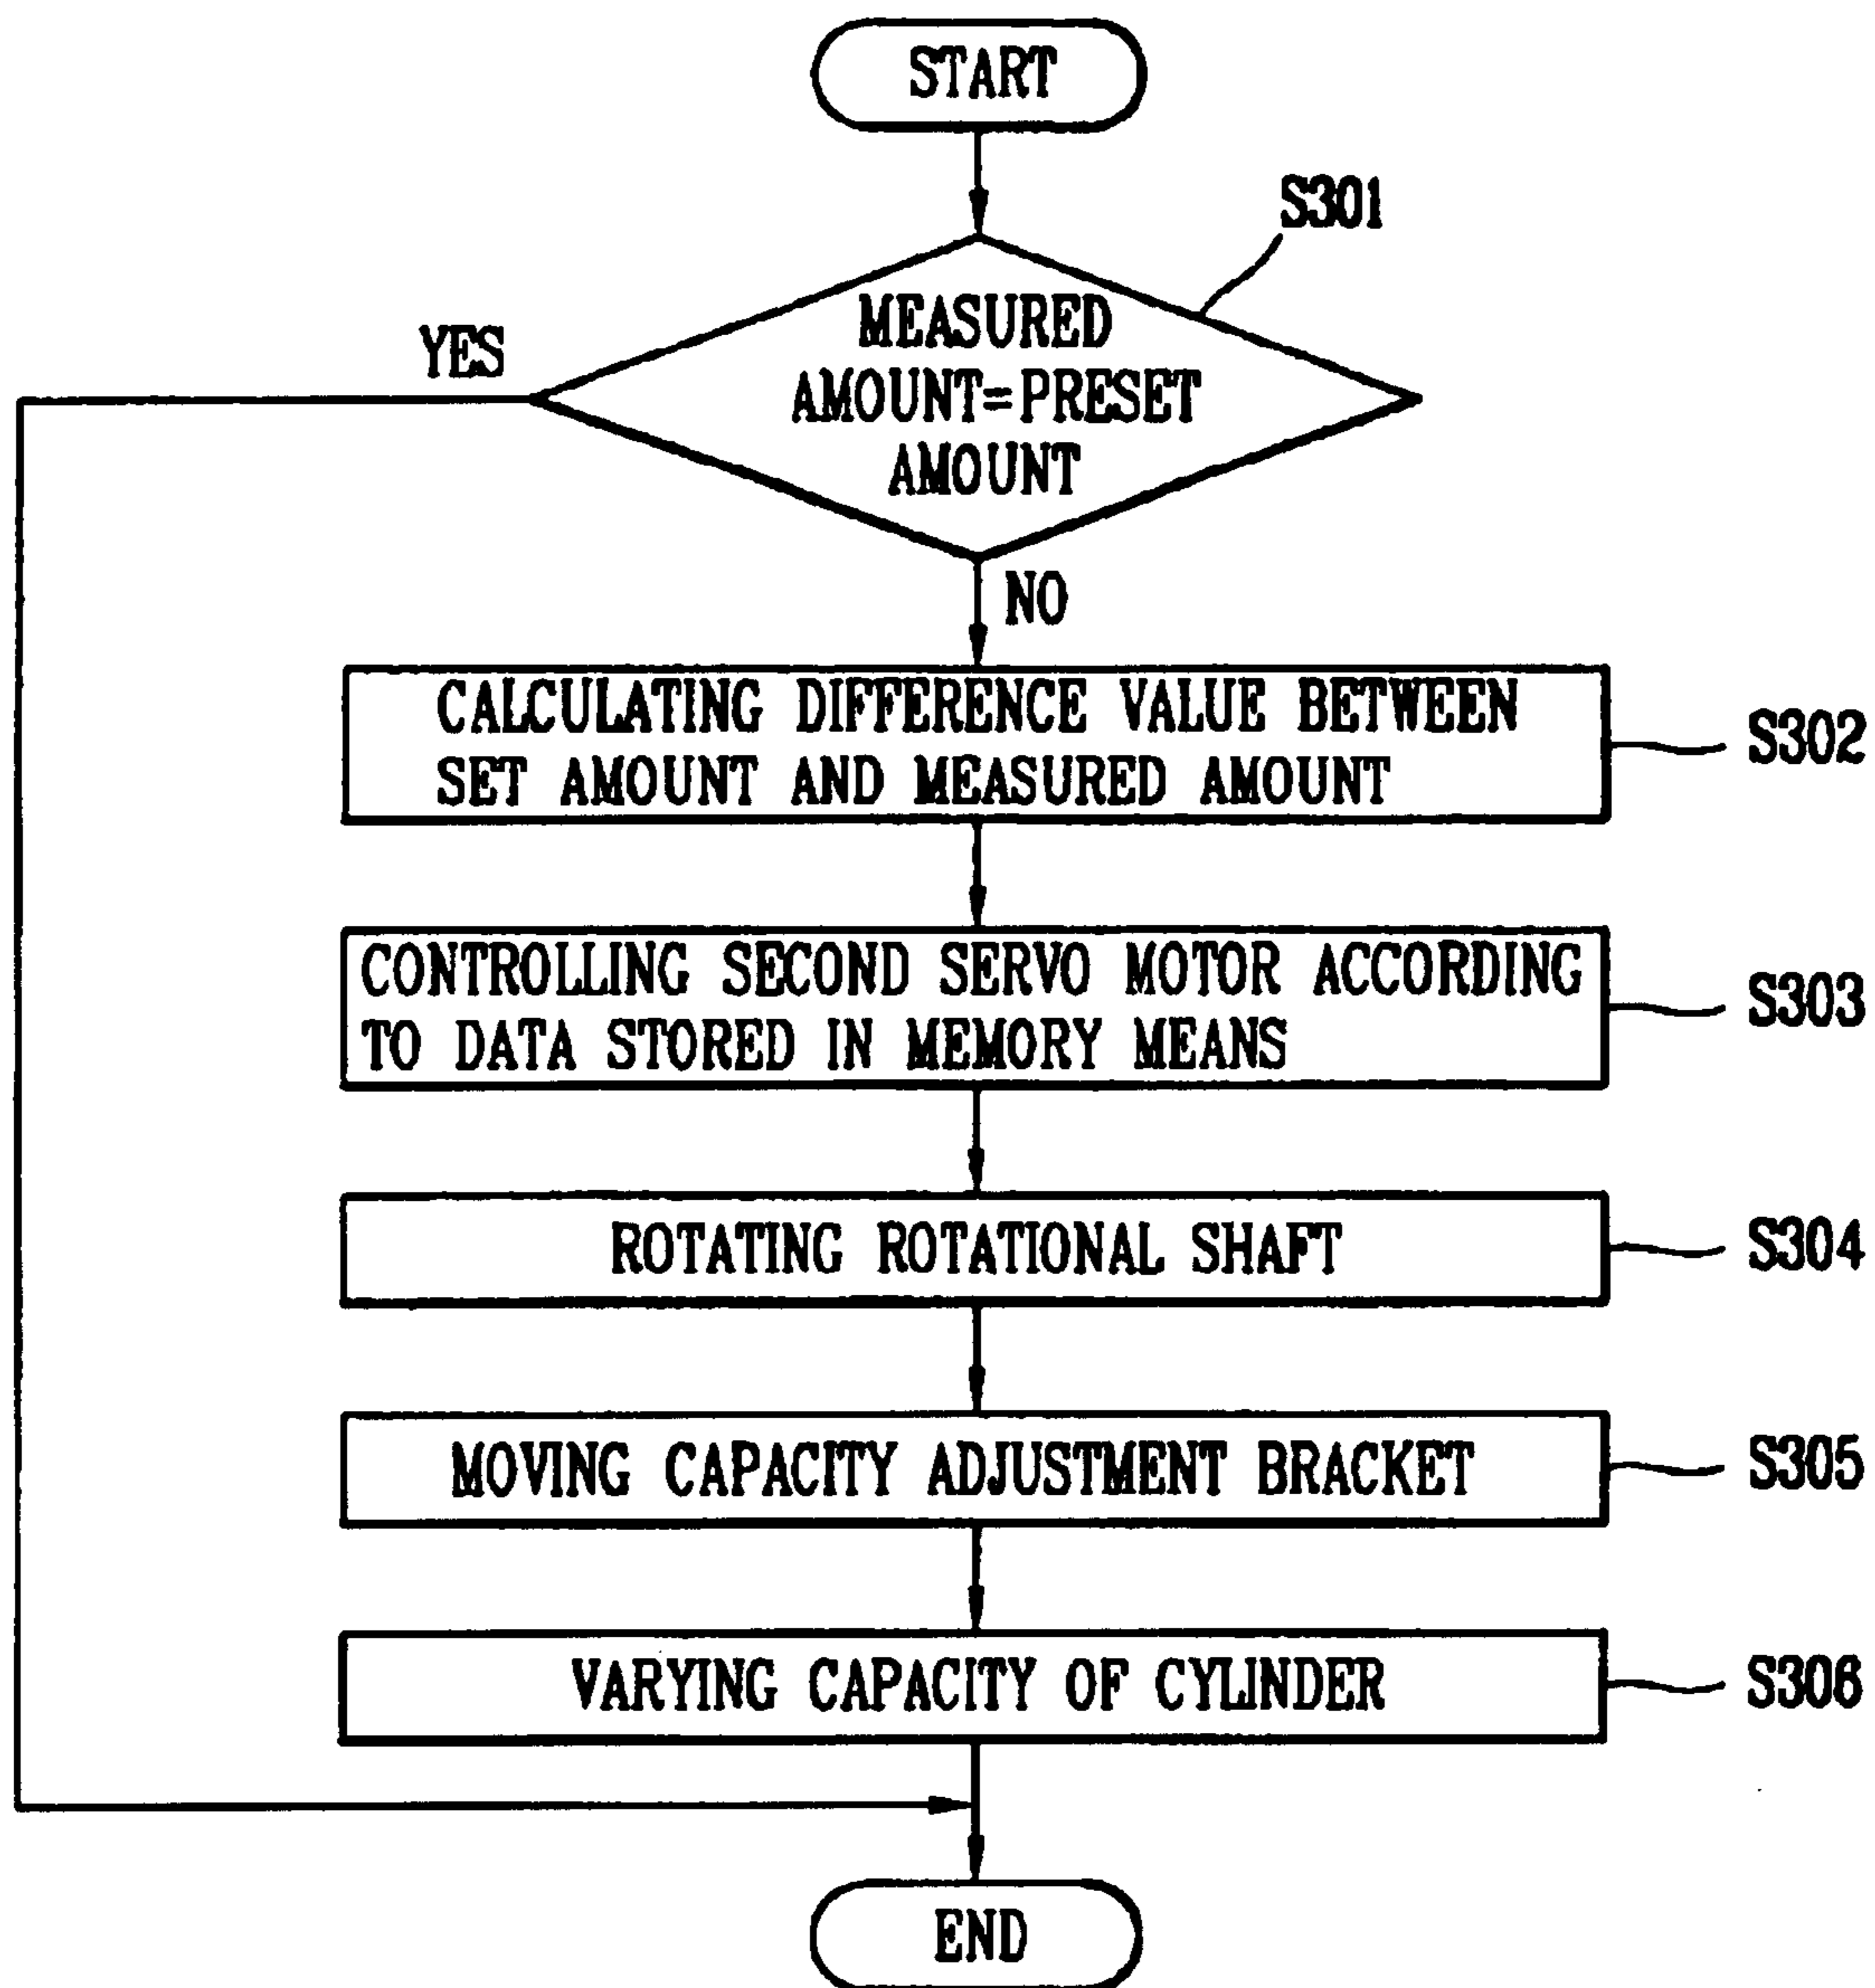 START
S301
MEASURED
AMOUNT=PRESET
AMOUNT
YES
NO
CALCULATING DIFFERENCE VALUE BETWEEN
SET AMOUNT AND MEASURED AMOUNT
S302
CONTROLLING SECOND SERVO MOTOR ACCORDING
TO DATA STORED IN MEMORY MEANS
S303
ROTATING ROTATIONAL SHAFT
S304
MOVING CAPACITY ADJUSTMENT BRACKET
S305
VARYING CAPACITY OF CYLINDER
S306
END